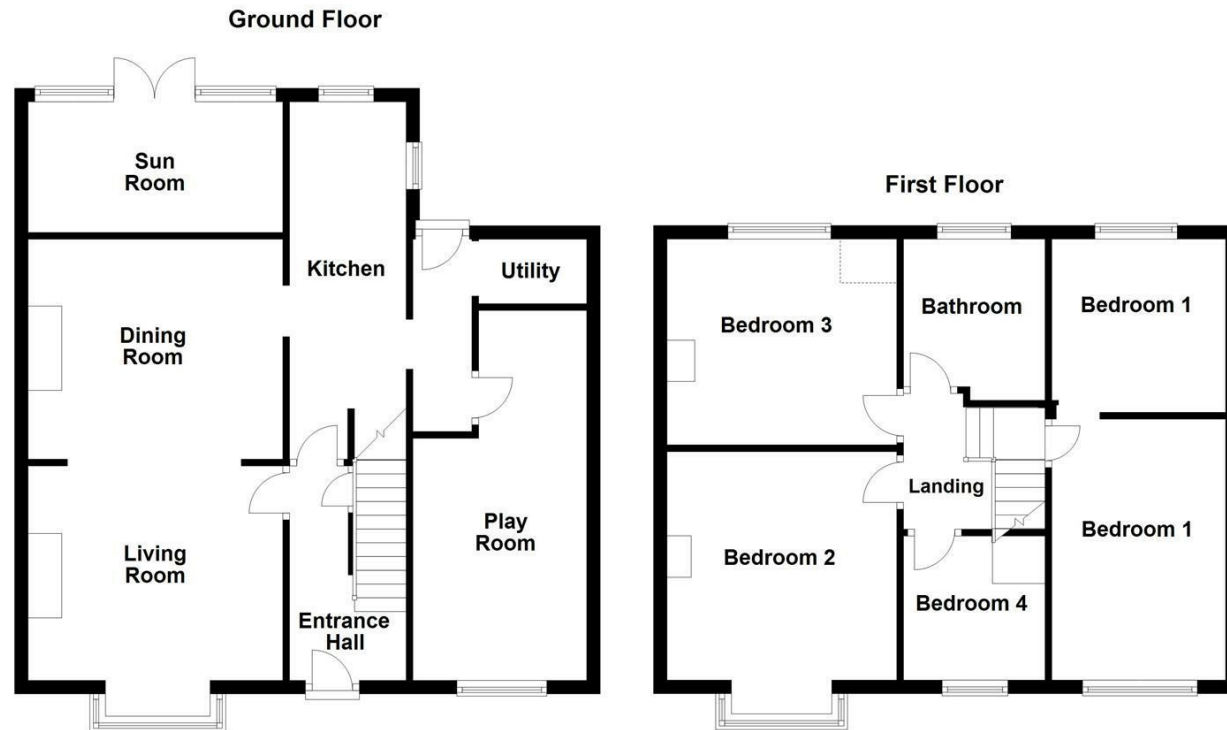 Ground Floor
Sun
Room
Kitchen
Utility
Dining
Room
Living
Room
Play
Room
Entrance
Hall
First Floor
Bedroom 3
Bathroom
Bedroom 1
Landing
Bedroom 2
Bedroom 1
Bedroom 4